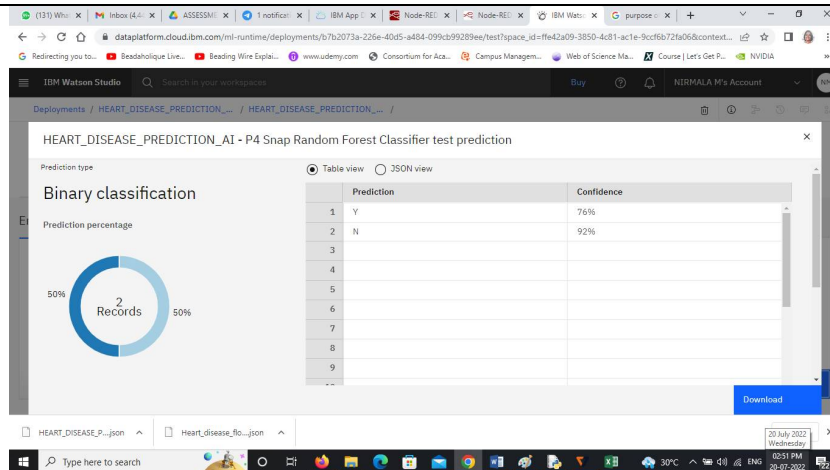 (131) Wha
M Inbox (4,4
ASSESSME
1 notificati
IBM App D
Node-RED
Node-RED
IBM Watso
G purpose o
dataplatform.cloud.ibm.com/ml-runtime/deployments/b7b2073a-226e-40d5-a484-099cb99289ee/test?space_id=ffe42a09-3850-4c81-ac1e-9ccf6b72fa06&context...
Redirecting you to...
Beadaholique Live...
Beading Wire Explai...
www.udemy.com
Consortium for Aca...
Campus Managem...
Web of Science Ma...
Course | Let's Get P...
NVIDIA
IBM Watson Studio
Search in your workspaces
Buy
NIRMALA M's Account
NM
Deployments / HEART_DISEASE_PREDICTION_... / HEART_DISEASE_PREDICTION_... /
HEART_DISEASE_PREDICTION_AI - P4 Snap Random Forest Classifier test prediction
Prediction type
Binary classification
Prediction percentage
50%
2
Records
50%
Table view JSON view
Prediction Confidence
1 Y 76%
2 N 92%
3
4
5
6
7
8
9
Download
HEART_DISEASE_P....json
Heart_disease_flo....json
20 July 2022
Wednesday
Type here to search
30°C
ENG
02:51 PM
20-07-2022